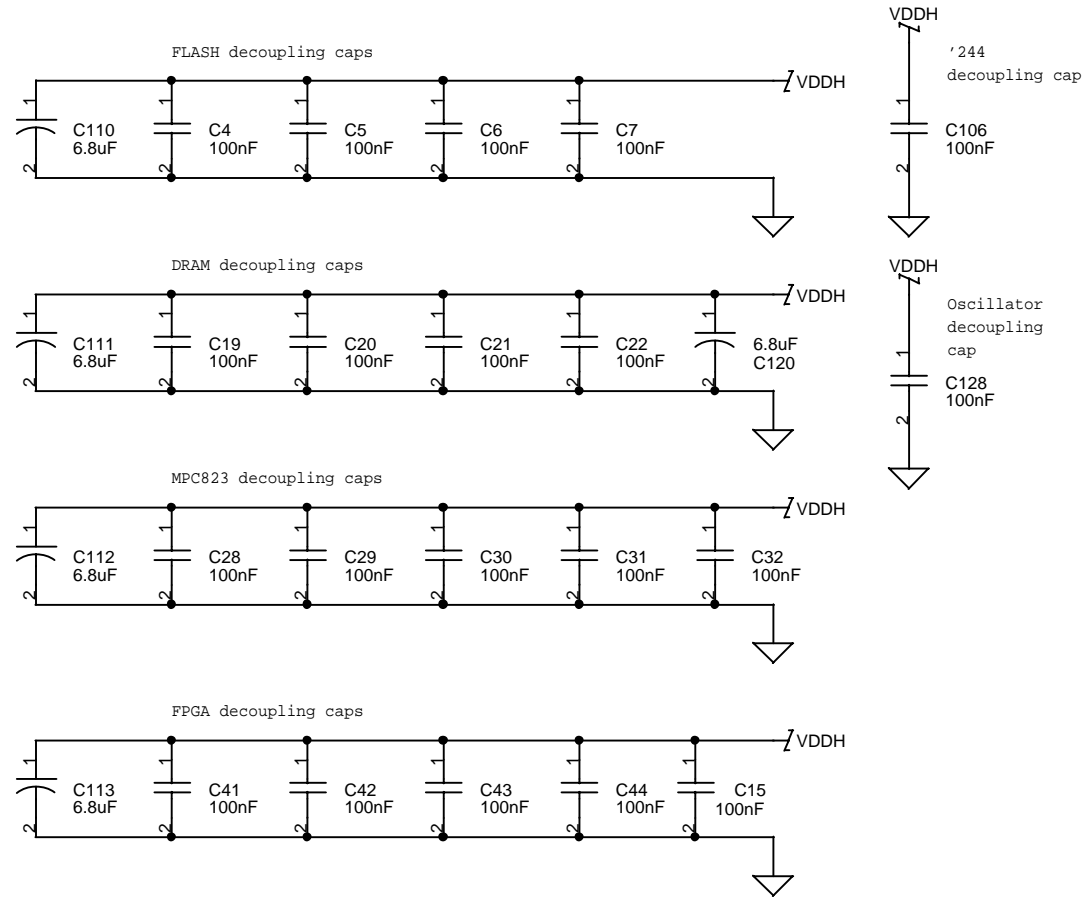 FLASH decoupling caps
VDDH
1
2
C110
6.8uF
1
2
C4
100nF
1
2
C5
100nF
1
2
C6
100nF
1
2
C7
100nF
VDDH
'244
decoupling cap
1
2
C106
100nF
DRAM decoupling caps
VDDH
1
2
C111
6.8uF
1
2
C19
100nF
1
2
C20
100nF
1
2
C21
100nF
1
2
C22
100nF
1
2
6.8uF
C120
VDDH
Oscillator
decoupling
cap
1
2
C128
100nF
MPC823 decoupling caps
VDDH
1
2
C112
6.8uF
1
2
C28
100nF
1
2
C29
100nF
1
2
C30
100nF
1
2
C31
100nF
1
2
C32
100nF
FPGA decoupling caps
VDDH
1
2
C113
6.8uF
1
2
C41
100nF
1
2
C42
100nF
1
2
C43
100nF
1
2
C44
100nF
1
2
C15
100nF